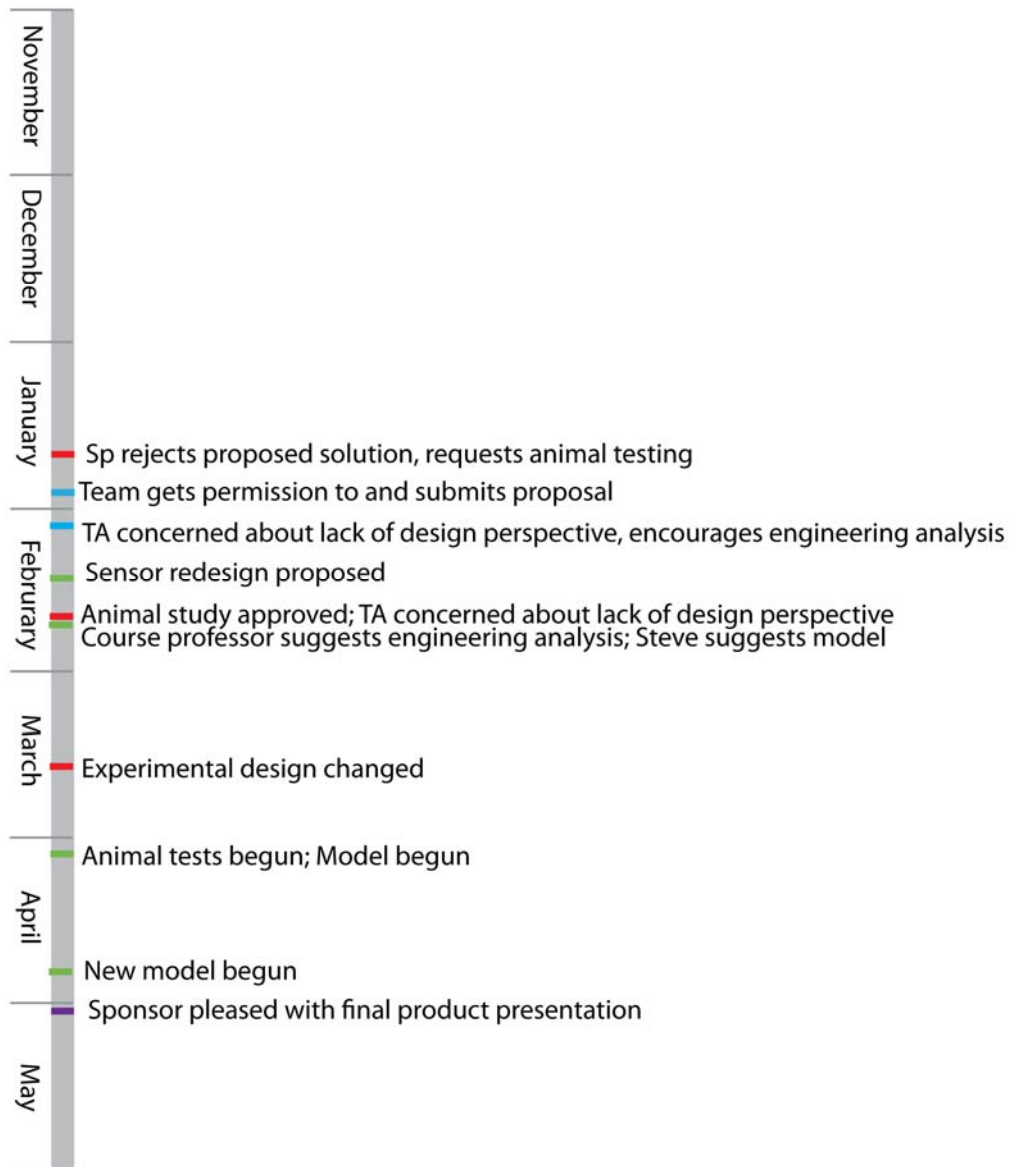 November
December
January
Sp rejects proposed solution, requests animal testing
Team gets permission to and submits proposal
Februrary
TA concerned about lack of design perspective, encourages engineering analysis
Sensor redesign proposed
Animal study approved; TA concerned about lack of design perspective
Course professor suggests engineering analysis; Steve suggests model
March
Experimental design changed
April
Animal tests begun; Model begun
New model begun
Sponsor pleased with final product presentation
May